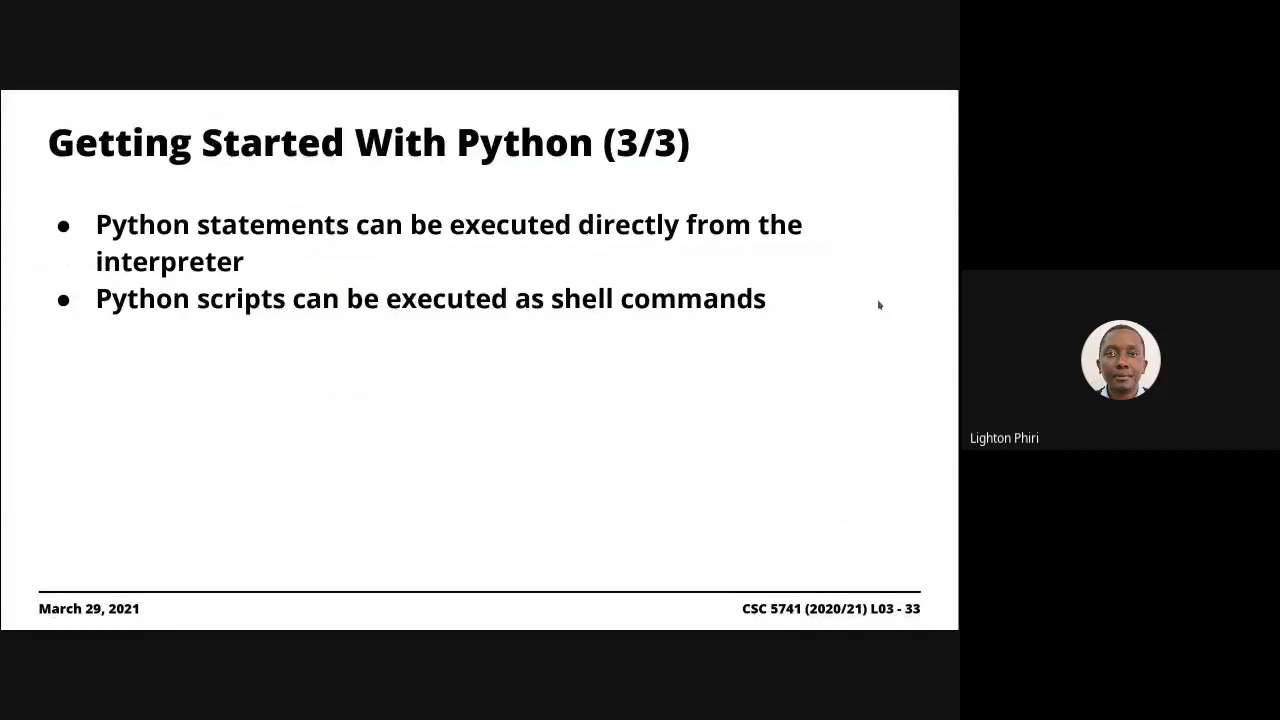 Getting Started With Python (3/3)
● Python statements can be executed directly from the
interpreter
● Python scripts can be executed as shell commands
Lighton Phiri
March 29, 2021
CSC 5741 (2020/21) L03 - 33